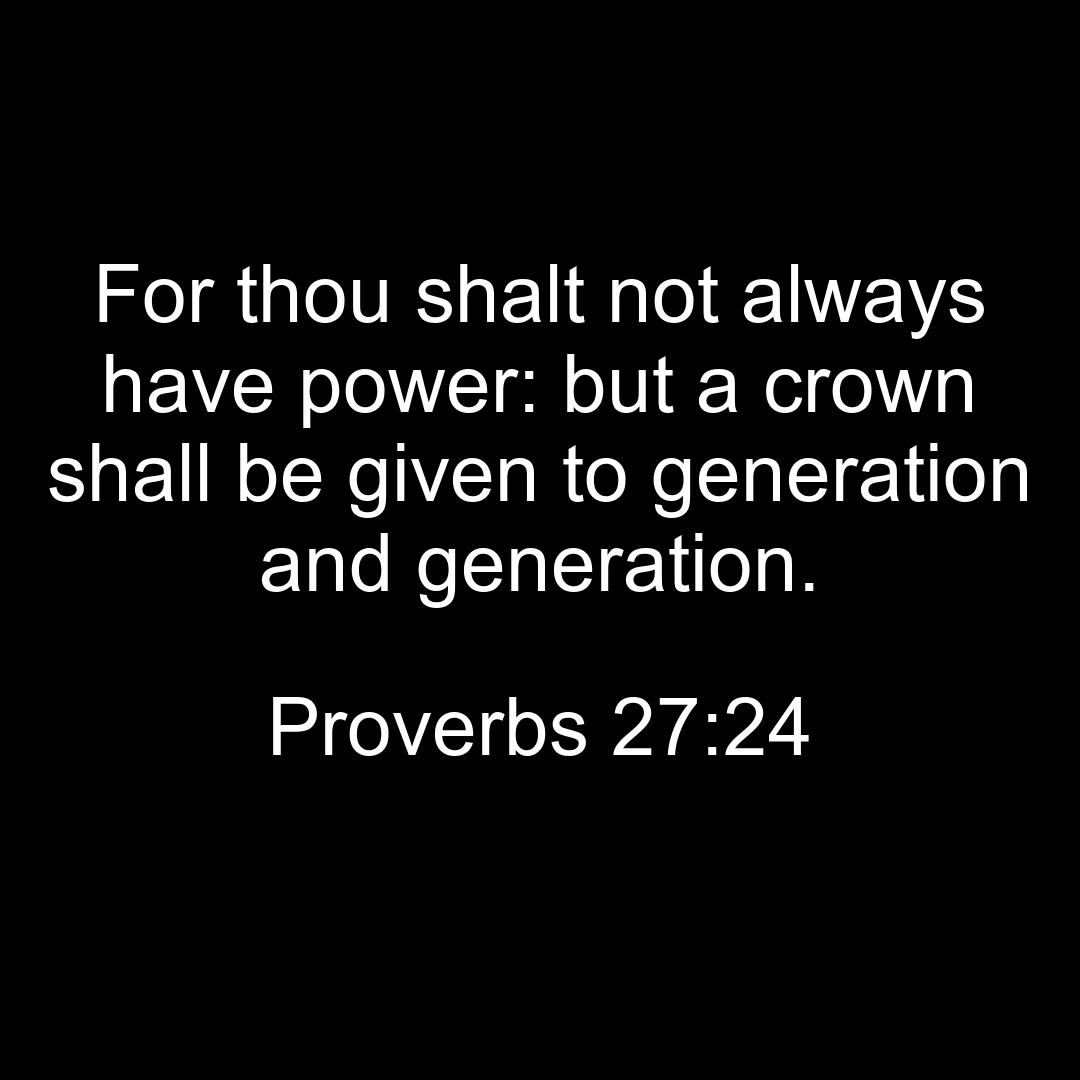 For thou shalt not always
have power: but a crown
shall be given to generation
and generation.
Proverbs 27:24